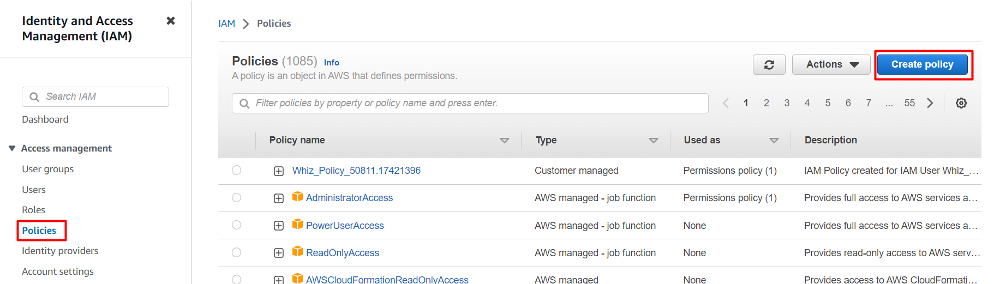 Identity and Access
Management (IAM)
Search IAM
Dashboard
Access management
User groups
Users
Roles
Policies
Identity providers
Account settings
IAM > Policies
Policies (1085) Info
A policy is an object in AWS that defines permissions.
Actions
Create policy
Filter policies by property or policy name and press enter.
1 2 3 4 5 6 7 ... 55
Policy name Type Used as Description
Whiz_Policy_50811.17421396 Customer managed Permissions policy (1) IAM Policy created for IAM User Whiz_...
AdministratorAccess AWS managed - job function Permissions policy (1) Provides full access to AWS services a...
PowerUserAccess AWS managed - job function None Provides full access to AWS services a...
ReadOnlyAccess AWS managed - job function None Provides read-only access to AWS serv...
AWSCloudFormationReadOnlyAccess AWS managed None Provides access to AWS CloudFormati...